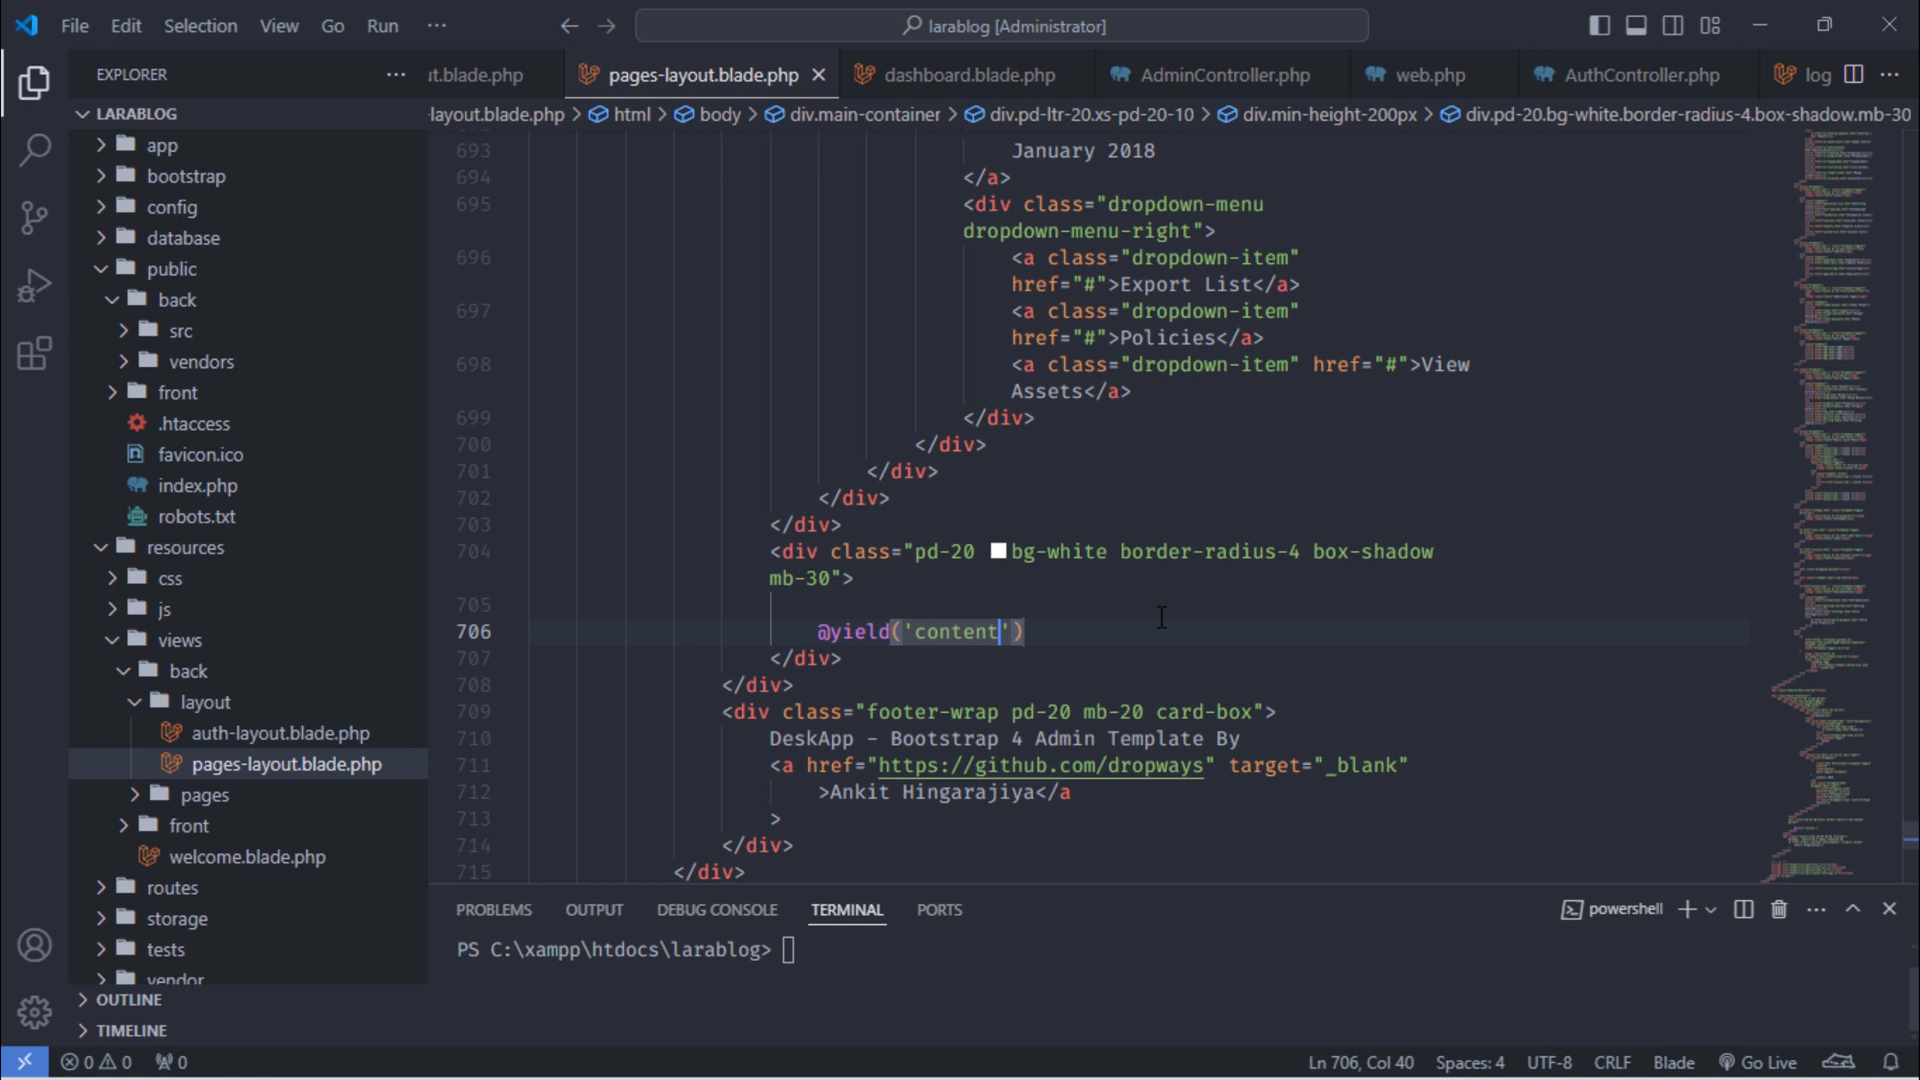 File Edit Selection View Go Run ···
larablog [Administrator]
EXPLORER ···
ut.blade.php pages-layout.blade.php dashboard.blade.php AdminController.php web.php AuthController.php log ···
layout.blade.php > html > body > div.main-container > div.pd-ltr-20.xs-pd-20-10 > div.min-height-200px > div.pd-20.bg-white.border-radius-4.box-shadow.mb-30
LARABLOG
app
bootstrap
config
database
public
back
src
vendors
front
.htaccess
favicon.ico
index.php
robots.txt
resources
css
js
views
back
layout
auth-layout.blade.php
pages-layout.blade.php
pages
front
welcome.blade.php
routes
storage
tests
vendor
OUTLINE
TIMELINE
693 January 2018
694 </a>
695 <div class="dropdown-menu
dropdown-menu-right">
696 <a class="dropdown-item"
href="#">Export List</a>
697 <a class="dropdown-item"
href="#">Policies</a>
698 <a class="dropdown-item" href="#">View
Assets</a>
699 </div>
700 </div>
701 </div>
702 </div>
703 </div>
704 <div class="pd-20 bg-white border-radius-4 box-shadow
mb-30">
705
706 @yield('content')
707 </div>
708 </div>
709 <div class="footer-wrap pd-20 mb-20 card-box">
710 DeskApp - Bootstrap 4 Admin Template By
711 <a href="https://github.com/dropways" target="_blank"
712 >Ankit Hingarajiya</a
713 >
714 </div>
715 </div>
PROBLEMS OUTPUT DEBUG CONSOLE TERMINAL PORTS
powershell ···
PS C:\xampp\htdocs\larablog>
0 0 0
Ln 706, Col 40 Spaces: 4 UTF-8 CRLF Blade Go Live